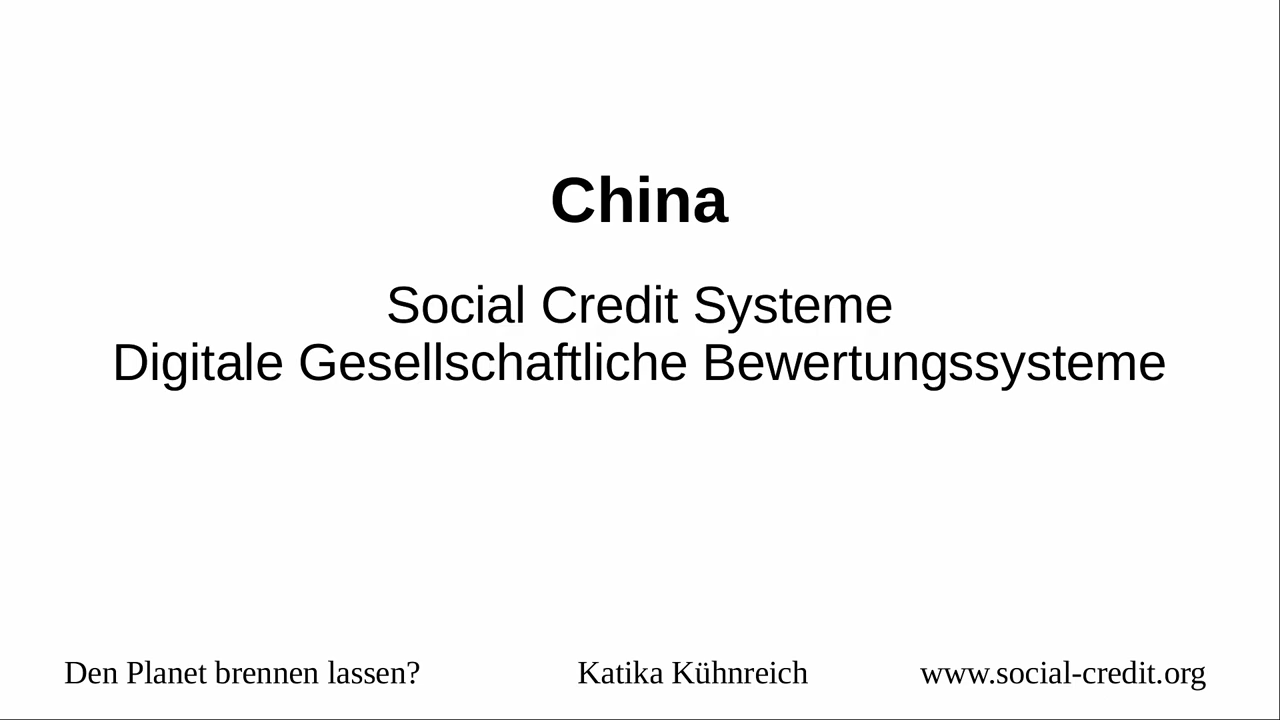 China
Social Credit Systeme
Digitale Gesellschaftliche Bewertungssysteme
Den Planet brennen lassen? Katika Kühnreich www.social-credit.org